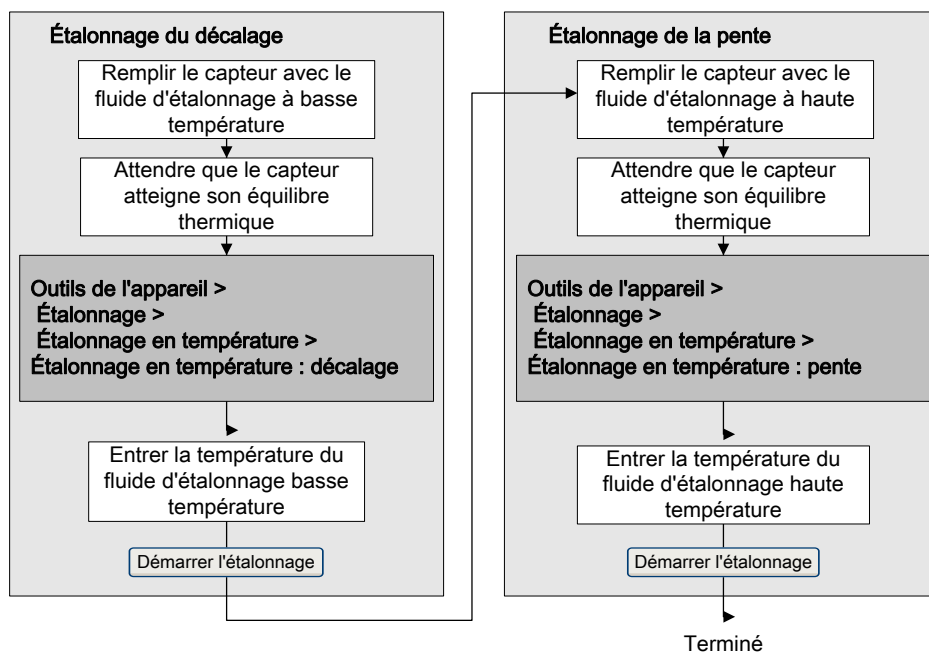 Étalonnage du décalage
Remplir le capteur avec le
fluide d'étalonnage à basse
température
Attendre que le capteur
atteigne son équilibre
thermique
Outils de l'appareil >
Étalonnage >
Étalonnage en température >
Étalonnage en température : décalage
Entrer la température du
fluide d'étalonnage basse
température
Démarrer l'étalonnage
Étalonnage de la pente
Remplir le capteur avec le
fluide d'étalonnage à haute
température
Attendre que le capteur
atteigne son équilibre
thermique
Outils de l'appareil >
Étalonnage >
Étalonnage en température >
Étalonnage en température : pente
Entrer la température du
fluide d'étalonnage haute
température
Démarrer l'étalonnage
Terminé